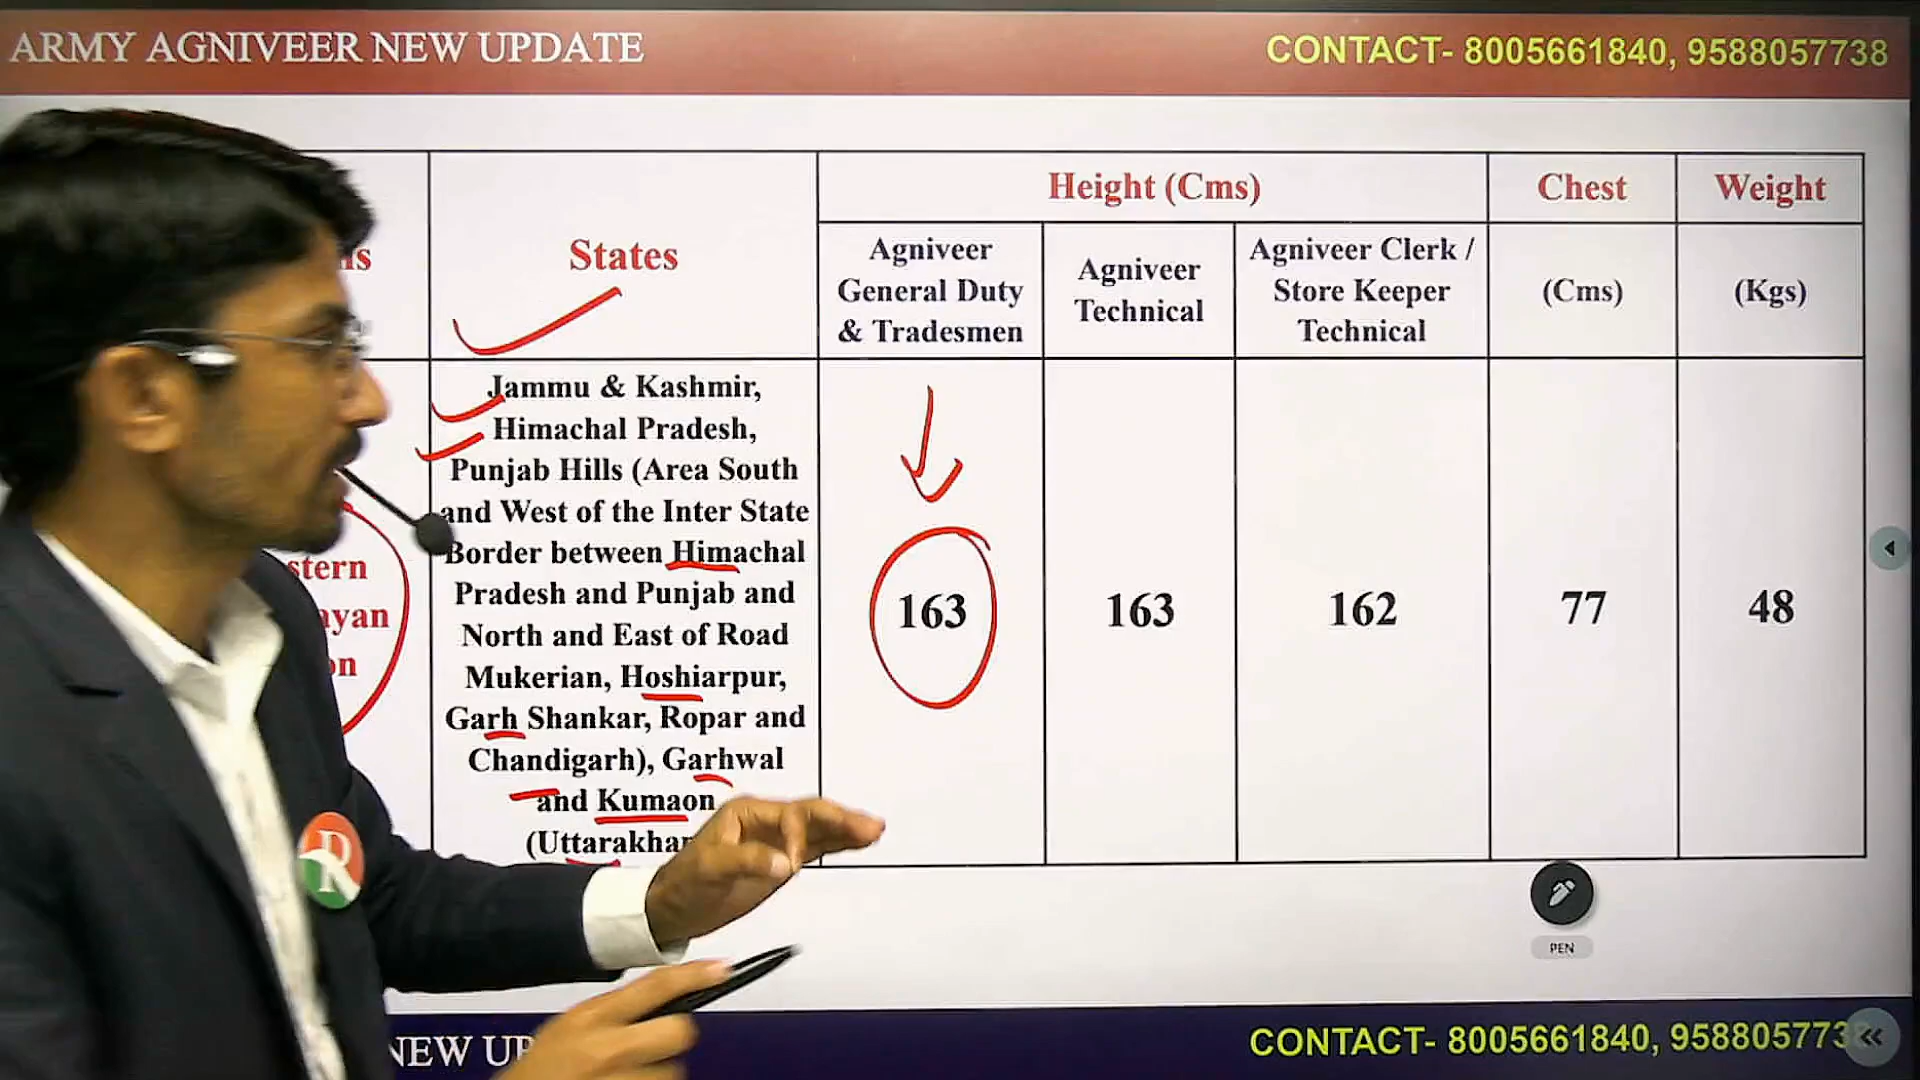 ARMY AGNIVEER NEW UPDATE
CONTACT- 8005661840, 9588057738
States
Height (Cms)
Chest
Weight
Agniveer
General Duty
& Tradesmen
Agniveer
Technical
Agniveer Clerk /
Store Keeper
Technical
(Cms)
(Kgs)
Jammu & Kashmir,
Himachal Pradesh,
Punjab Hills (Area South
and West of the Inter State
Border between Himachal
Pradesh and Punjab and
North and East of Road
Mukerian, Hoshiarpur,
Garh Shankar, Ropar and
Chandigarh), Garhwal
and Kumaon
163
163
162
77
48
R
PEN
NEW
CONTACT- 8005661840,